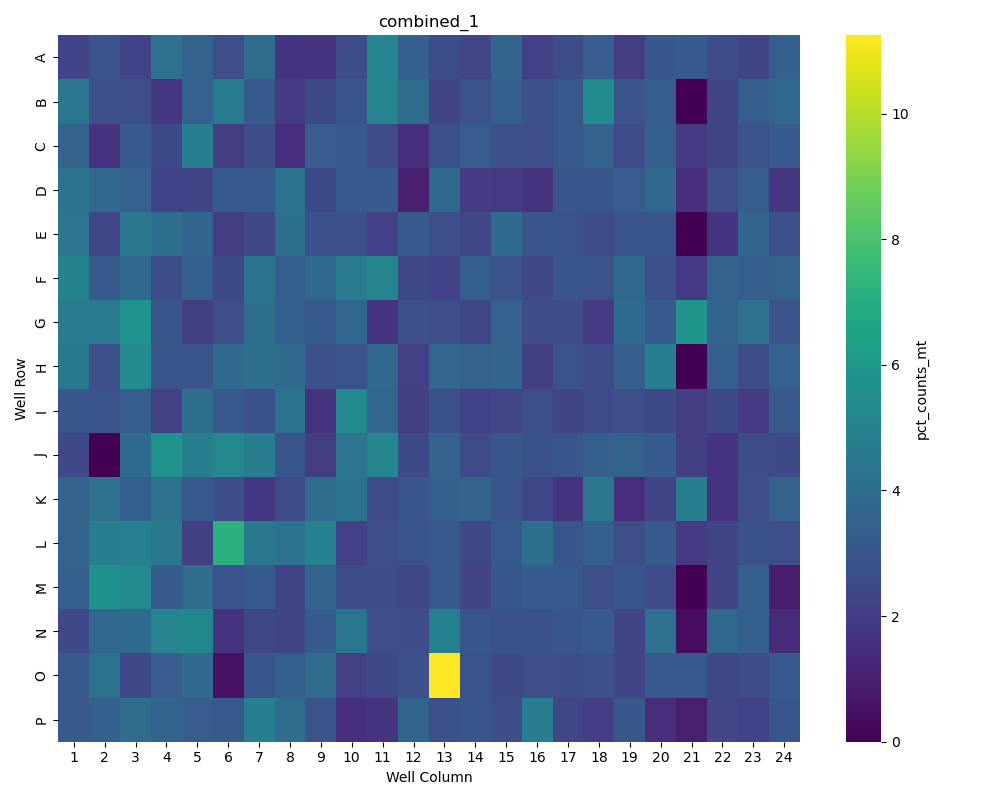 combined_1
A
B
C
D
E
F
G
H
I
J
K
L
M
N
O
P
Well Row
1 2 3 4 5 6 7 8 9 10 11 12 13 14 15 16 17 18 19 20 21 22 23 24
Well Column
10
8
6
4
2
0
pct_counts_mt